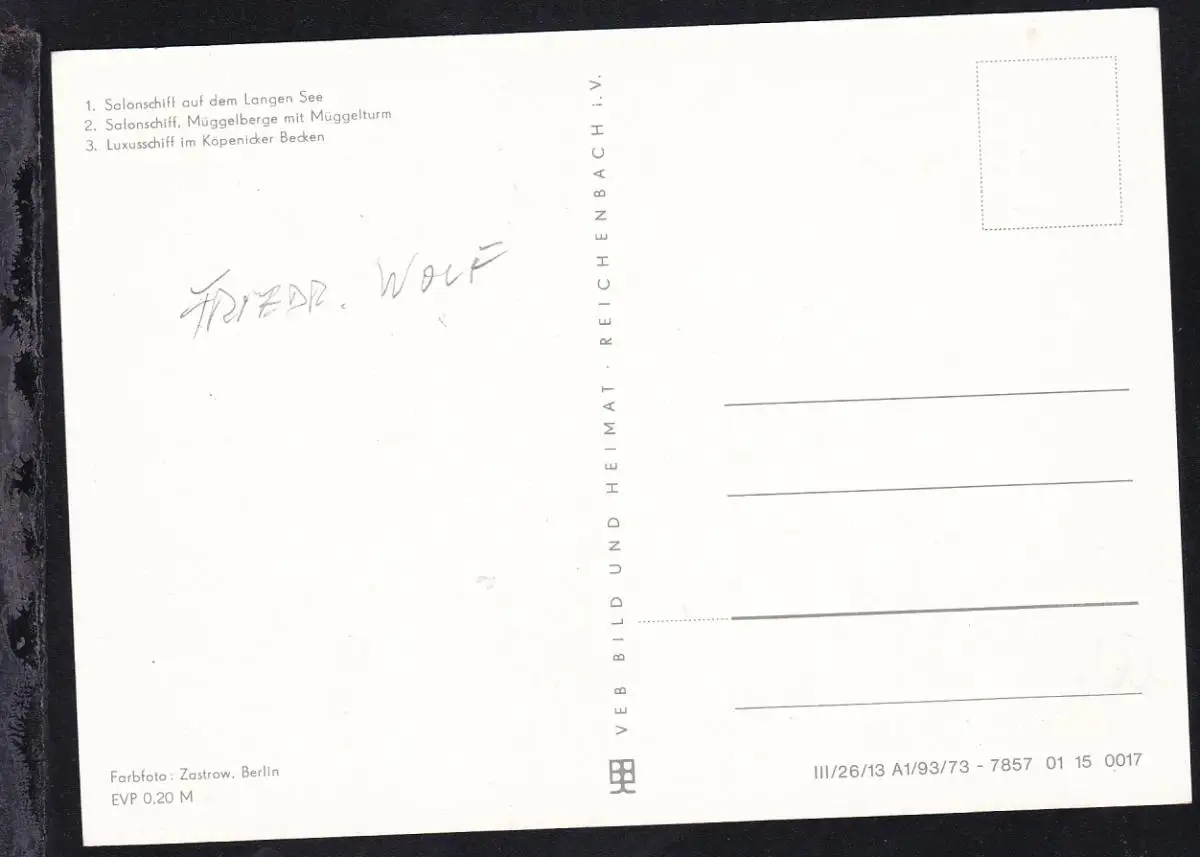 1. Salonschiff auf dem Langen See
2. Salonschiff, Müggelberge mit Müggelturm
3. Luxusschiff im Köpenicker Becken
FRIEDR. WOLF
VEB BILD UND HEIMAT · REICHENBACH i. V.
Farbfoto: Zastrow, Berlin
EVP 0,20 M
III/26/13 A1/93/73 - 7857 01 15 0017